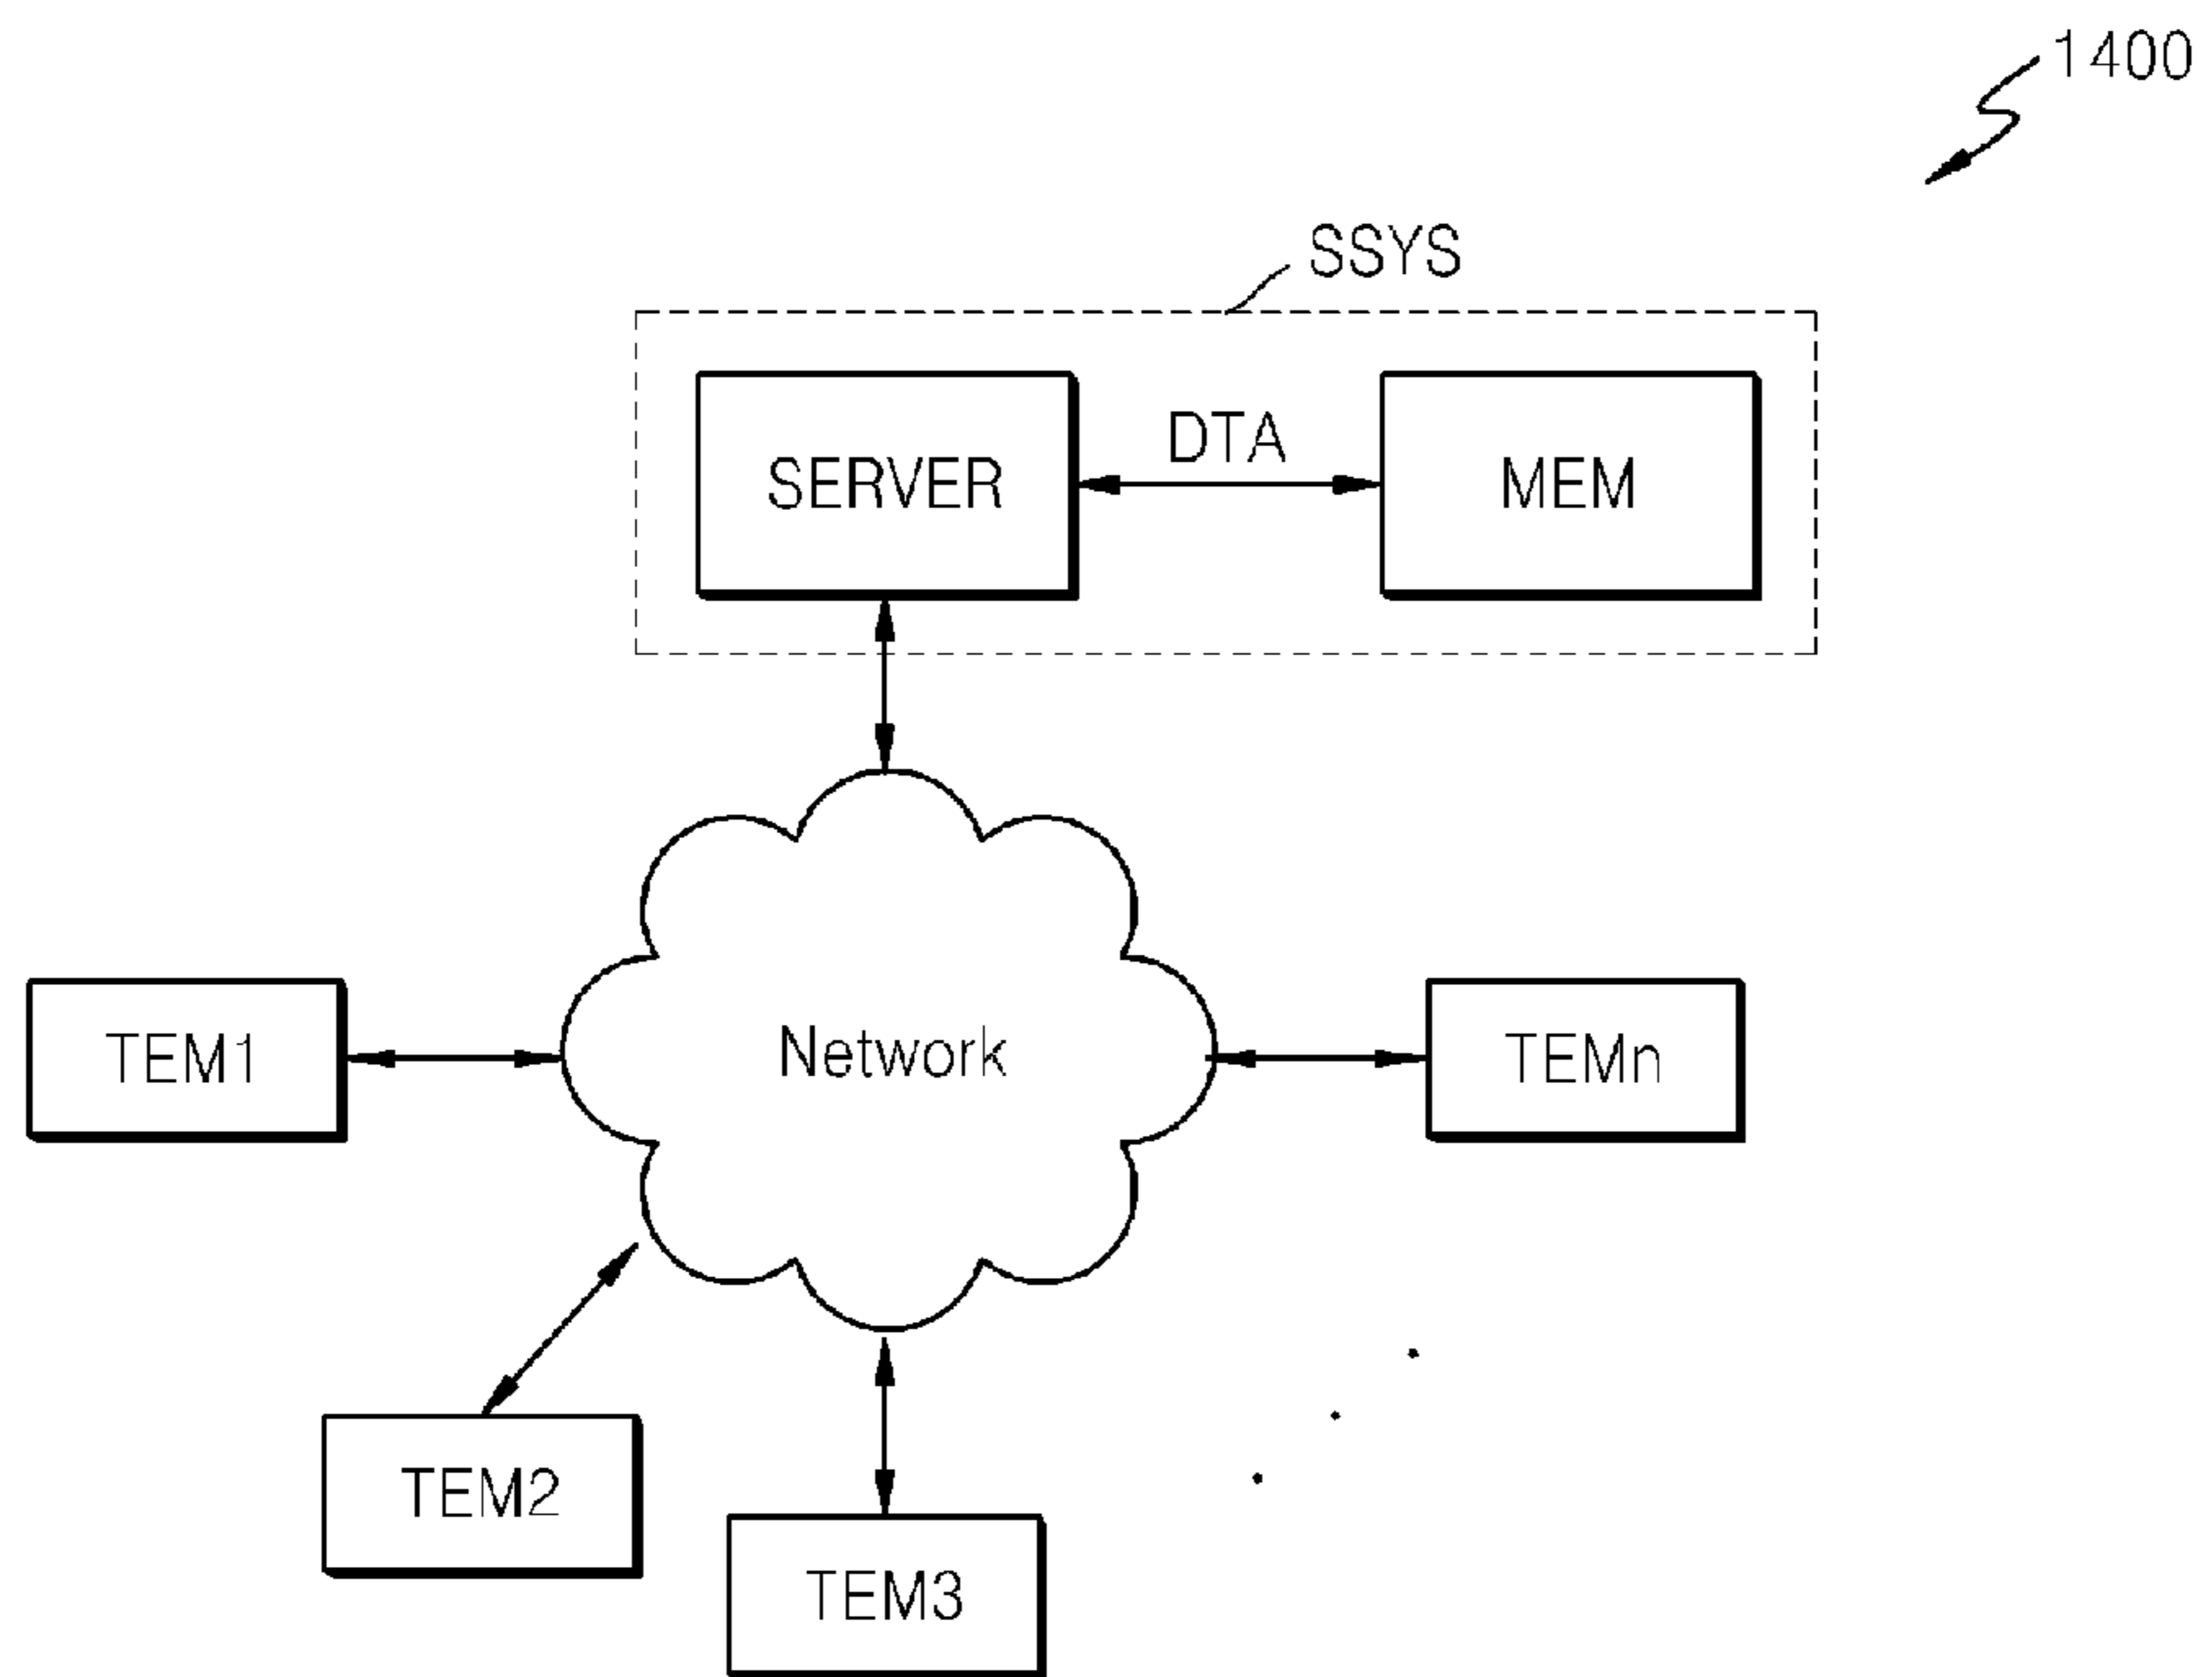 1400
SSYS
SERVER
DTA
MEM
TEM1
Network
TEMn
TEM2
TEM3